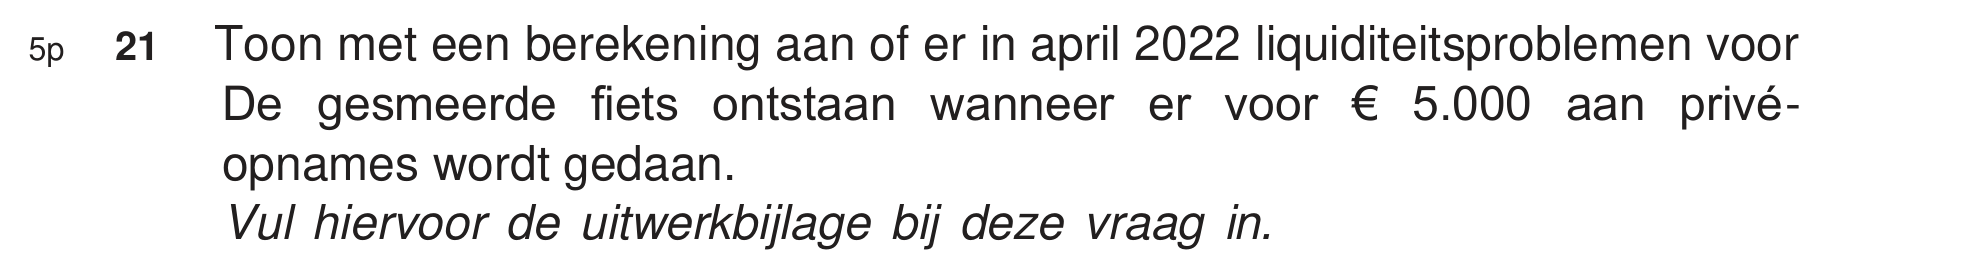 5p 21 Toon met een berekening aan of er in april 2022 liquiditeitsproblemen voor
De gesmeerde fiets ontstaan wanneer er voor € 5.000 aan privé-
opnames wordt gedaan.
Vul hiervoor de uitwerkbijlage bij deze vraag in.